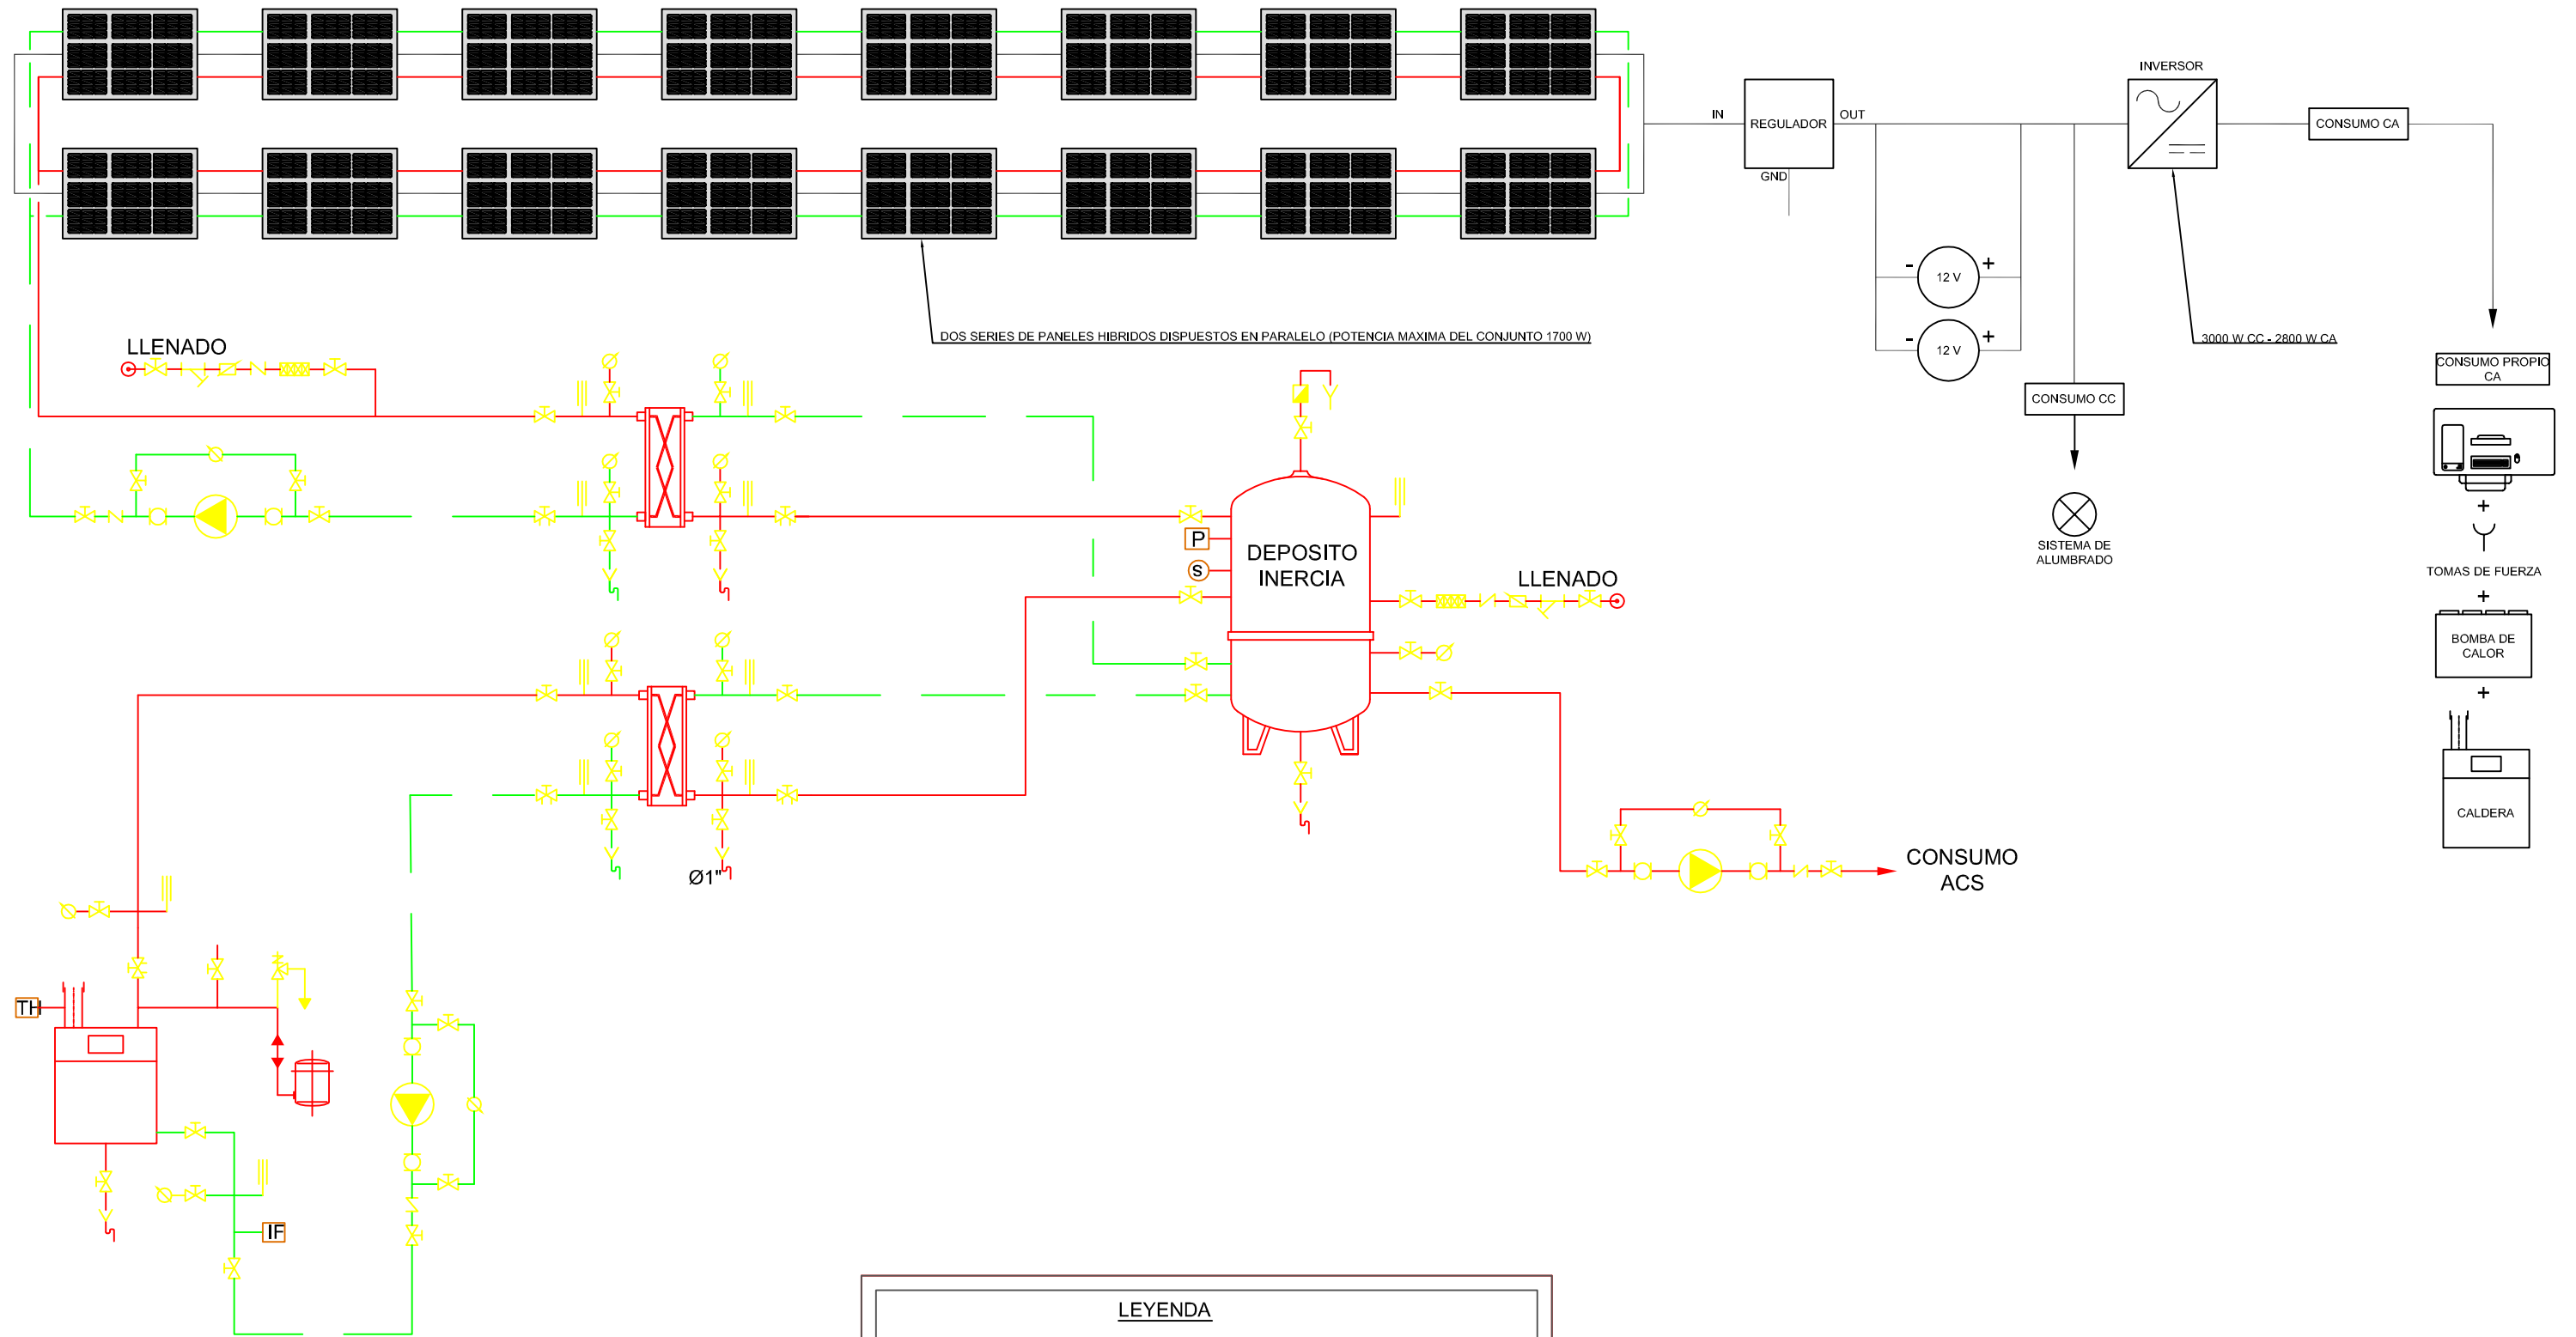 INVERSOR
IN
REGULADOR
OUT
CONSUMO CA
GND
12 V
- +
12 V
- +
DOS SERIES DE PANELES HIBRIDOS DISPUESTOS EN PARALELO (POTENCIA MAXIMA DEL CONJUNTO 1700 W)
3000 W CC - 2800 W CA
LLENADO
CONSUMO PROPIO
CA
CONSUMO CC
+
SISTEMA DE
ALUMBRADO
TOMAS DE FUERZA
+
BOMBA DE
CALOR
+
CALDERA
P
S
DEPOSITO
INERCIA
LLENADO
CONSUMO
ACS
Ø1"
TH
IF
LEYENDA